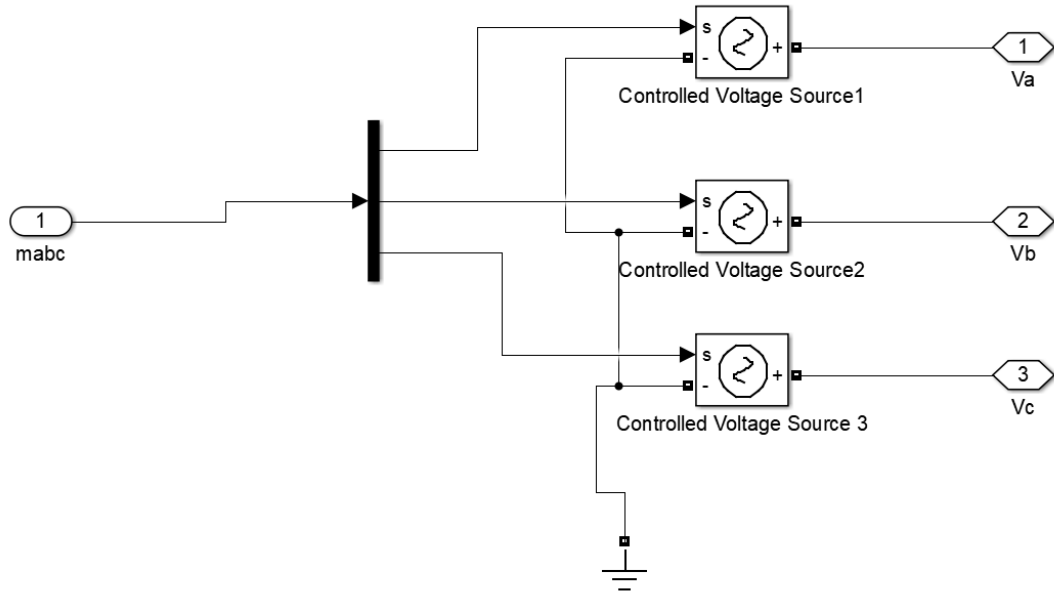 s
-
+
Controlled Voltage Source1
1
Va
1
mabc
s
-
+
Controlled Voltage Source2
2
Vb
s
-
+
Controlled Voltage Source 3
3
Vc